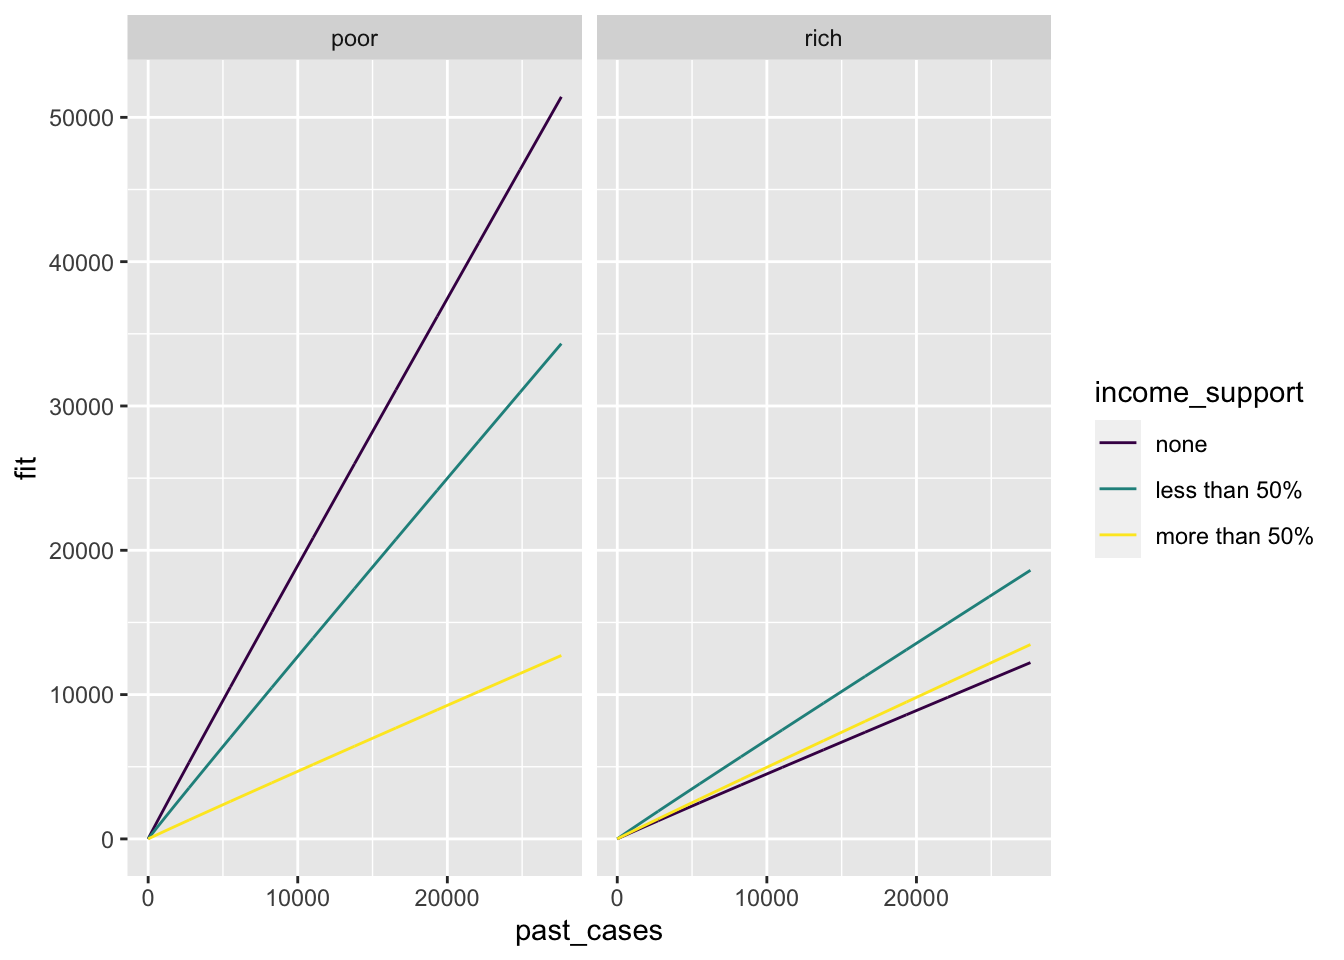 poor
rich
50000
40000
30000
20000
10000
0
fit
0 10000 20000
0 10000 20000
past_cases
income_support
none
less than 50%
more than 50%